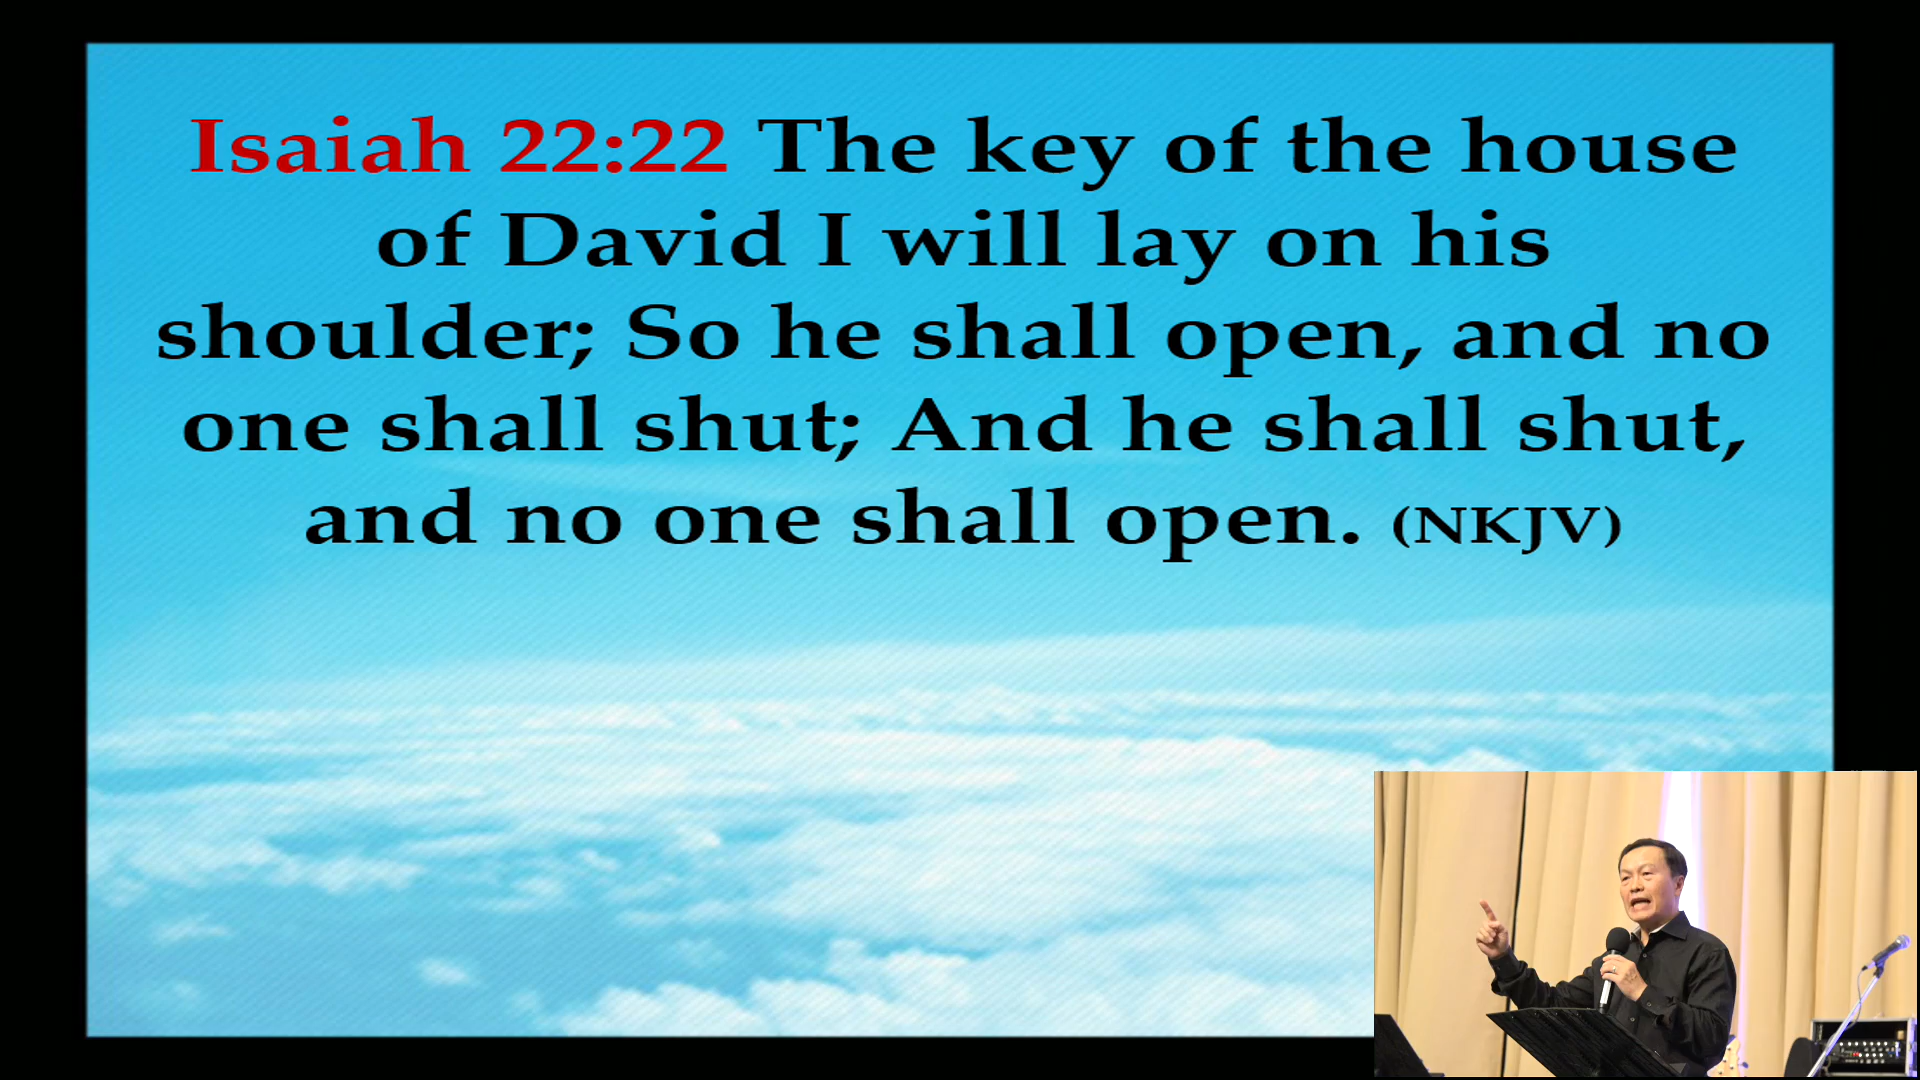 Isaiah 22:22 The key of the house
of David I will lay on his
shoulder; So he shall open, and no
one shall shut; And he shall shut,
and no one shall open. (NKJV)